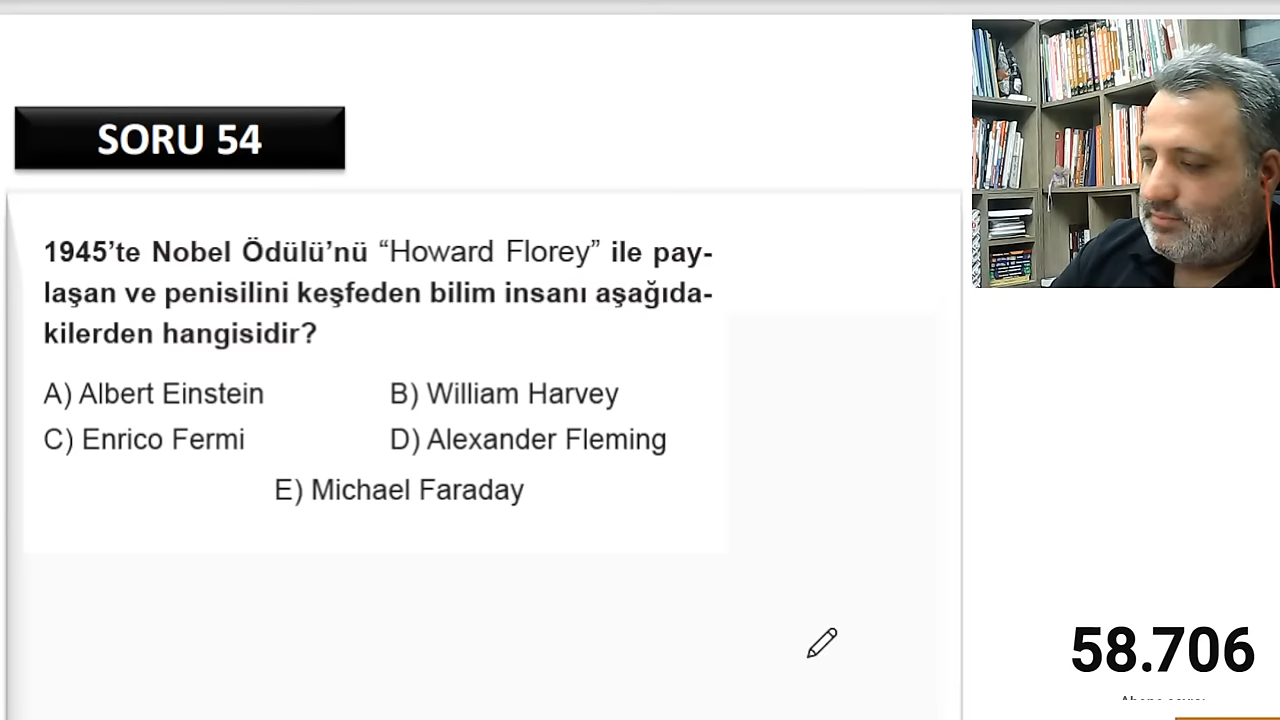 SORU 54
1945’te Nobel Ödülü’nü “Howard Florey” ile pay-
laşan ve penisilini keşfeden bilim insanı aşağıda-
kilerden hangisidir?
A) Albert Einstein
B) William Harvey
C) Enrico Fermi
D) Alexander Fleming
E) Michael Faraday
58.706